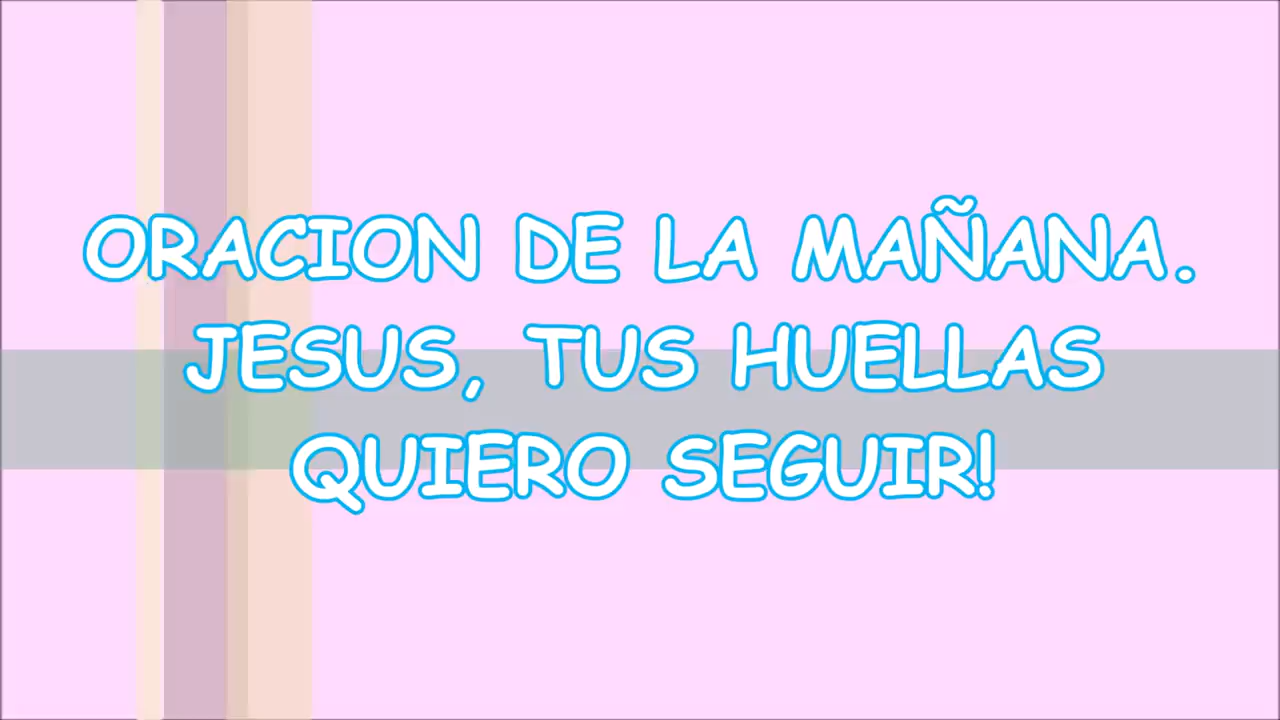 ORACION DE LA MAÑANA.
JESUS, TUS HUELLAS
QUIERO SEGUIR!